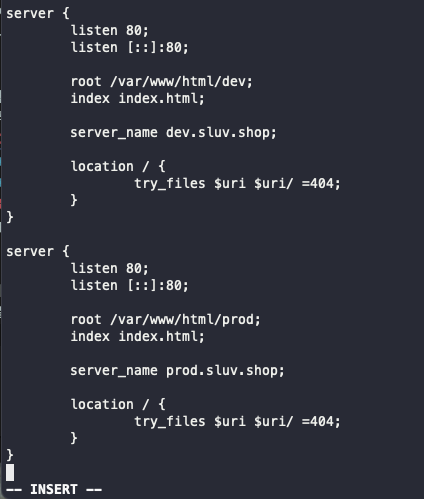 server {
        listen 80;
        listen [::]:80;

        root /var/www/html/dev;
        index index.html;

        server_name dev.sluv.shop;

        location / {
                try_files $uri $uri/ =404;
        }
}

server {
        listen 80;
        listen [::]:80;

        root /var/www/html/prod;
        index index.html;

        server_name prod.sluv.shop;

        location / {
                try_files $uri $uri/ =404;
        }
}
-- INSERT --